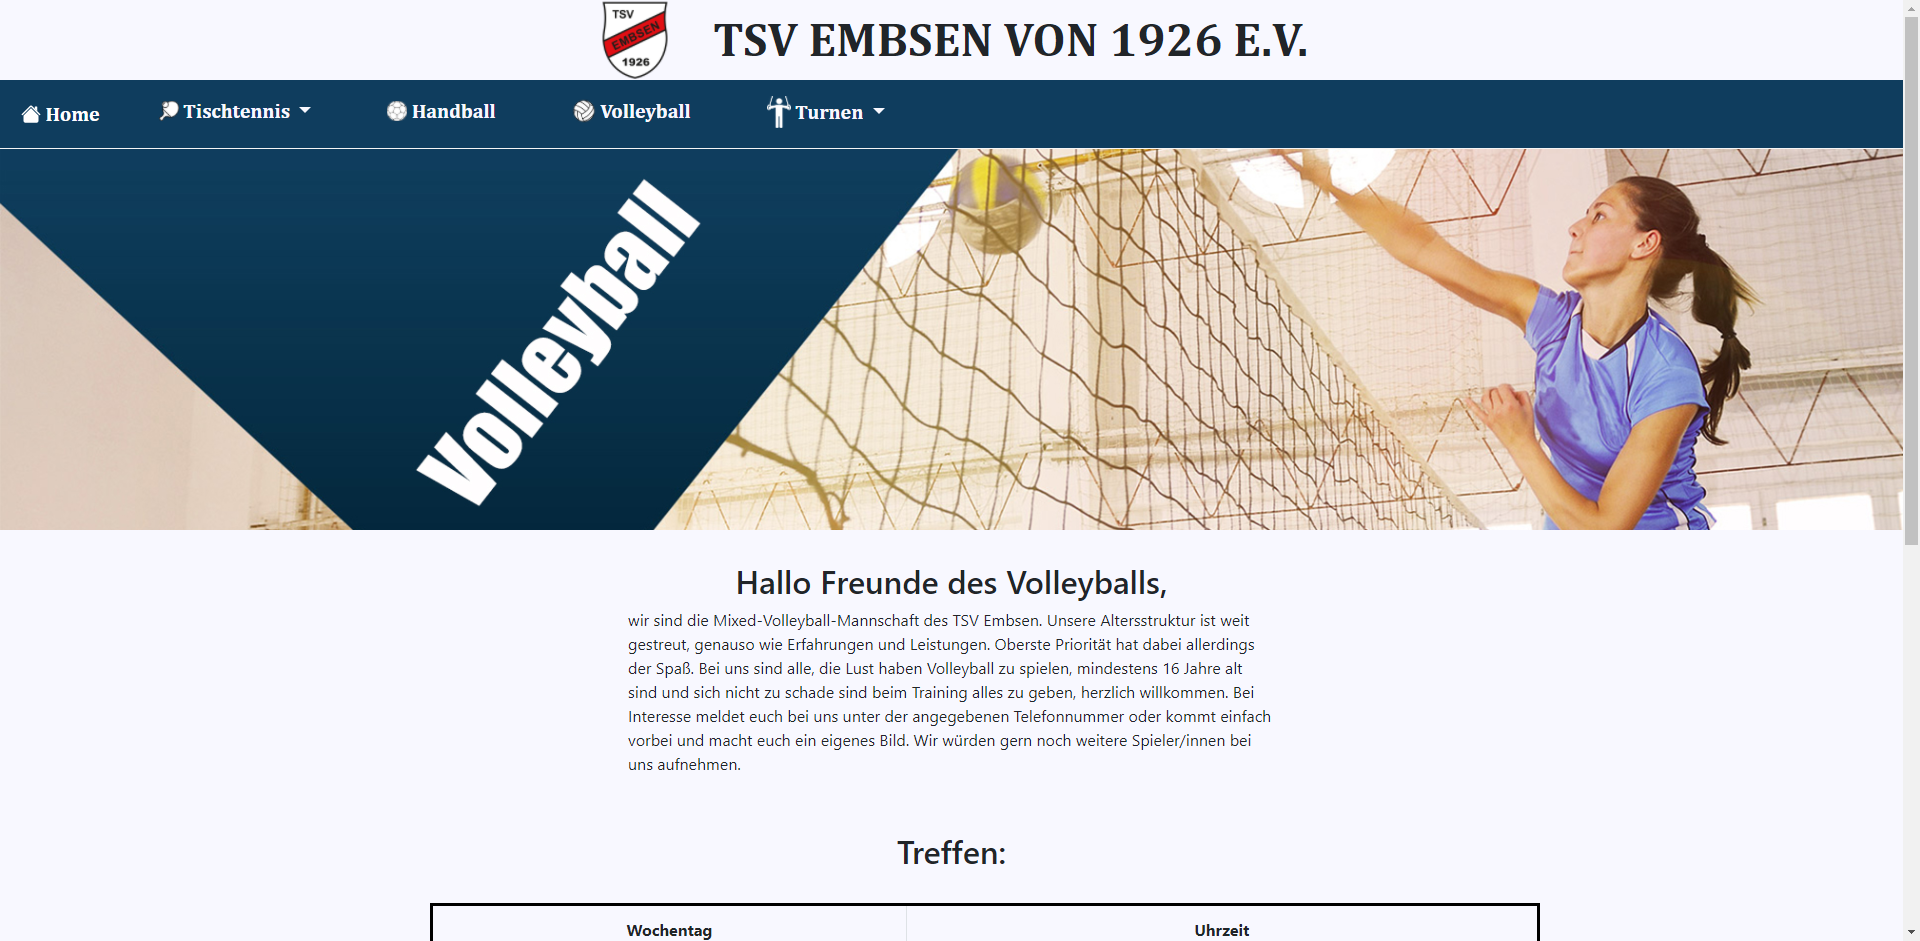 TSV
EMBSEN
1926
TSV EMBSEN VON 1926 E.V.
Home
Tischtennis
Handball
Volleyball
Turnen
Volleyball
Hallo Freunde des Volleyballs,
wir sind die Mixed-Volleyball-Mannschaft des TSV Embsen. Unsere Altersstruktur ist weit
gestreut, genauso wie Erfahrungen und Leistungen. Oberste Priorität hat dabei allerdings
der Spaß. Bei uns sind alle, die Lust haben Volleyball zu spielen, mindestens 16 Jahre alt
sind und sich nicht zu schade sind beim Training alles zu geben, herzlich willkommen. Bei
Interesse meldet euch bei uns unter der angegebenen Telefonnummer oder kommt einfach
vorbei und macht euch ein eigenes Bild. Wir würden gern noch weitere Spieler/innen bei
uns aufnehmen.
Treffen:
Wochentag
Uhrzeit